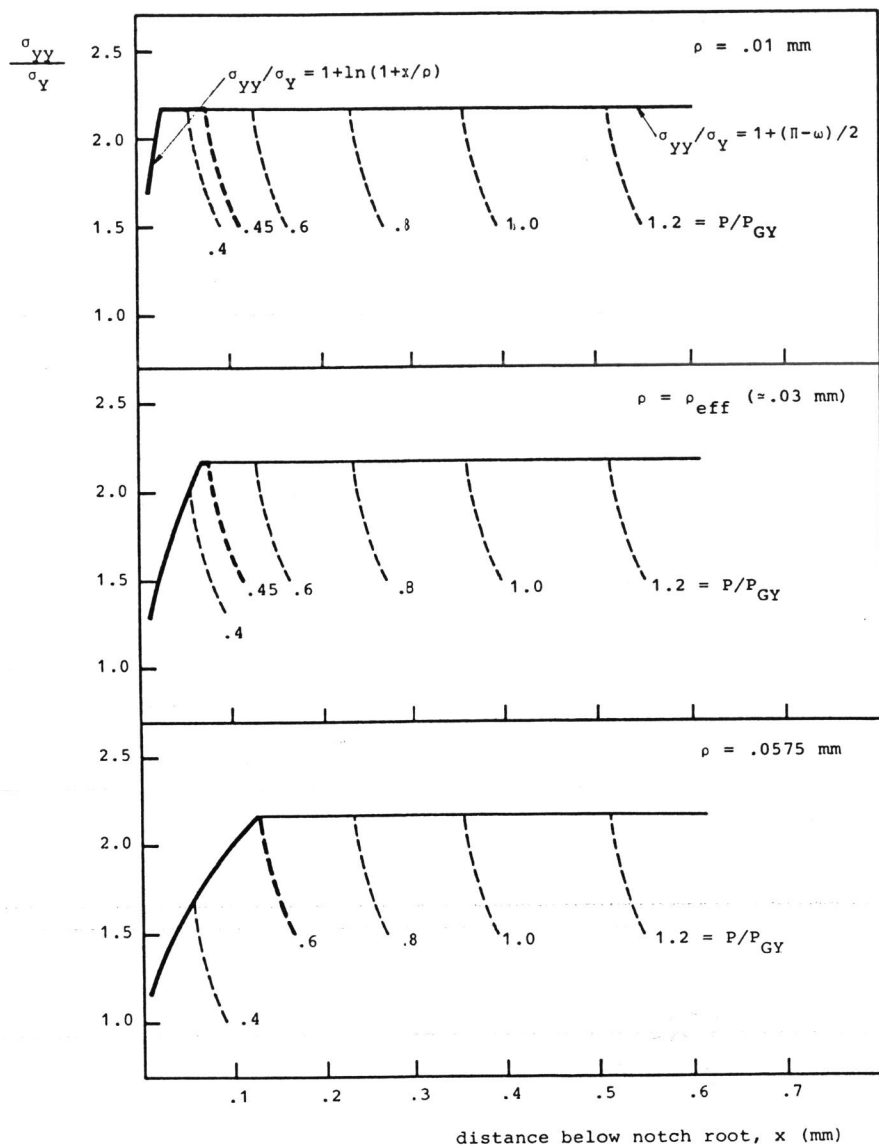 σyy/σY
2.5
2.0
1.5
1.0
ρ = .01 mm
σyy/σY = 1+ln(1+x/ρ)
σyy/σY = 1+(Π-ω)/2
.4
.45
.6
.8
1.0
1.2 = P/PGY
ρ = ρeff (≃.03 mm)
2.5
2.0
1.5
1.0
.4
.45
.6
.8
1.0
1.2 = P/PGY
ρ = .0575 mm
2.5
2.0
1.5
1.0
.4
.6
.8
1.0
1.2 = P/PGY
.1 .2 .3 .4 .5 .6 .7
distance below notch root, x (mm)